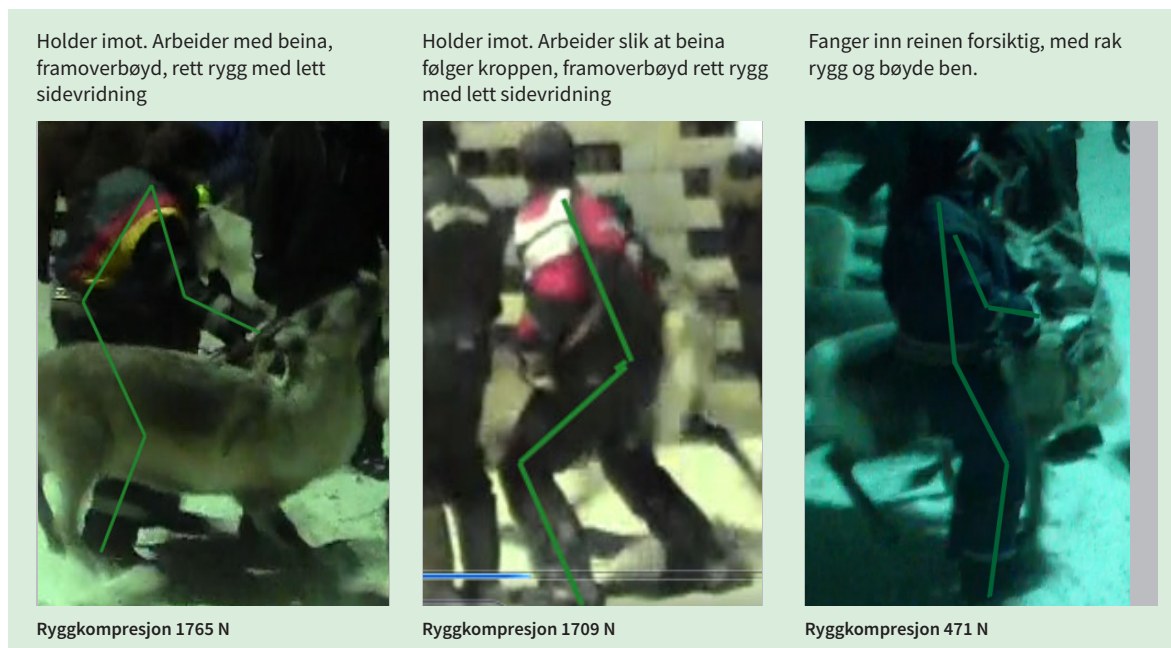 Holder imot. Arbeider med beina,
framoverbøyd, rett rygg med lett
sidevridning
Holder imot. Arbeider slik at beina
følger kroppen, framoverbøyd rett rygg
med lett sidevridning
Fanger inn reinen forsiktig, med rak
rygg og bøyde ben.
Ryggkompresjon 1765 N
Ryggkompresjon 1709 N
Ryggkompresjon 471 N